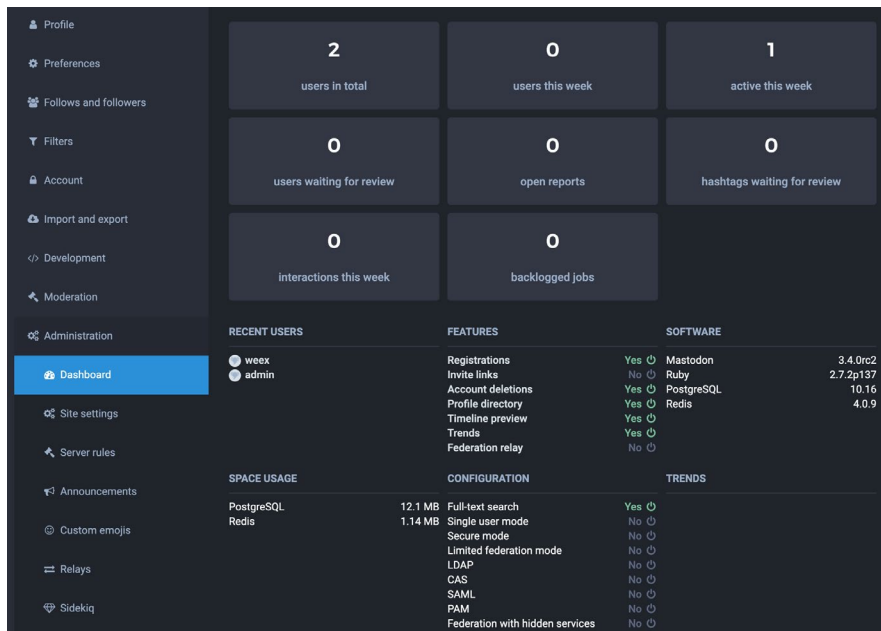 Profile
Preferences
Follows and followers
Filters
Account
Import and export
Development
Moderation
Administration
Dashboard
Site settings
Server rules
Announcements
Custom emojis
Relays
Sidekiq
2
users in total
0
users this week
1
active this week
0
users waiting for review
0
open reports
0
hashtags waiting for review
0
interactions this week
0
backlogged jobs
RECENT USERS
weex
admin
FEATURES
Registrations Yes
Invite links No
Account deletions Yes
Profile directory Yes
Timeline preview Yes
Trends Yes
Federation relay No
SOFTWARE
Mastodon 3.4.0rc2
Ruby 2.7.2p137
PostgreSQL 10.16
Redis 4.0.9
SPACE USAGE
PostgreSQL 12.1 MB
Redis 1.14 MB
CONFIGURATION
Full-text search Yes
Single user mode No
Secure mode No
Limited federation mode No
LDAP No
CAS No
SAML No
PAM No
Federation with hidden services No
TRENDS